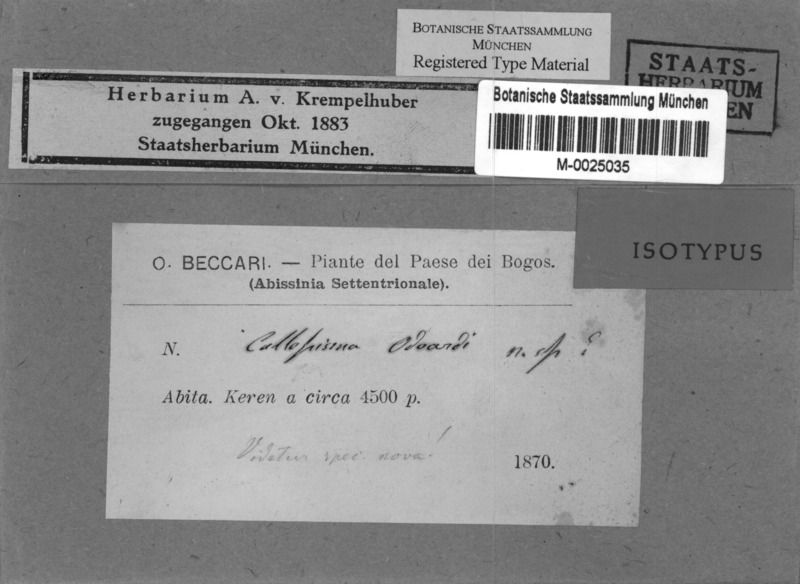 BOTANISCHE STAATSSAMMLUNG
MÜNCHEN
Registered Type Material
STAATS-
HERBARIUM
Herbarium A. v. Krempelhuber
zugegangen Okt. 1883
Staatsherbarium München.
Botanische Staatssammlung München
M-0025035
ISOTYPUS
O. BECCARI. — Piante del Paese dei Bogos.
(Abissinia Settentrionale).
N. Odoardi n. sp ?
Abita. Keren a circa 4500 p.
Videtur spec. nova!
1870.